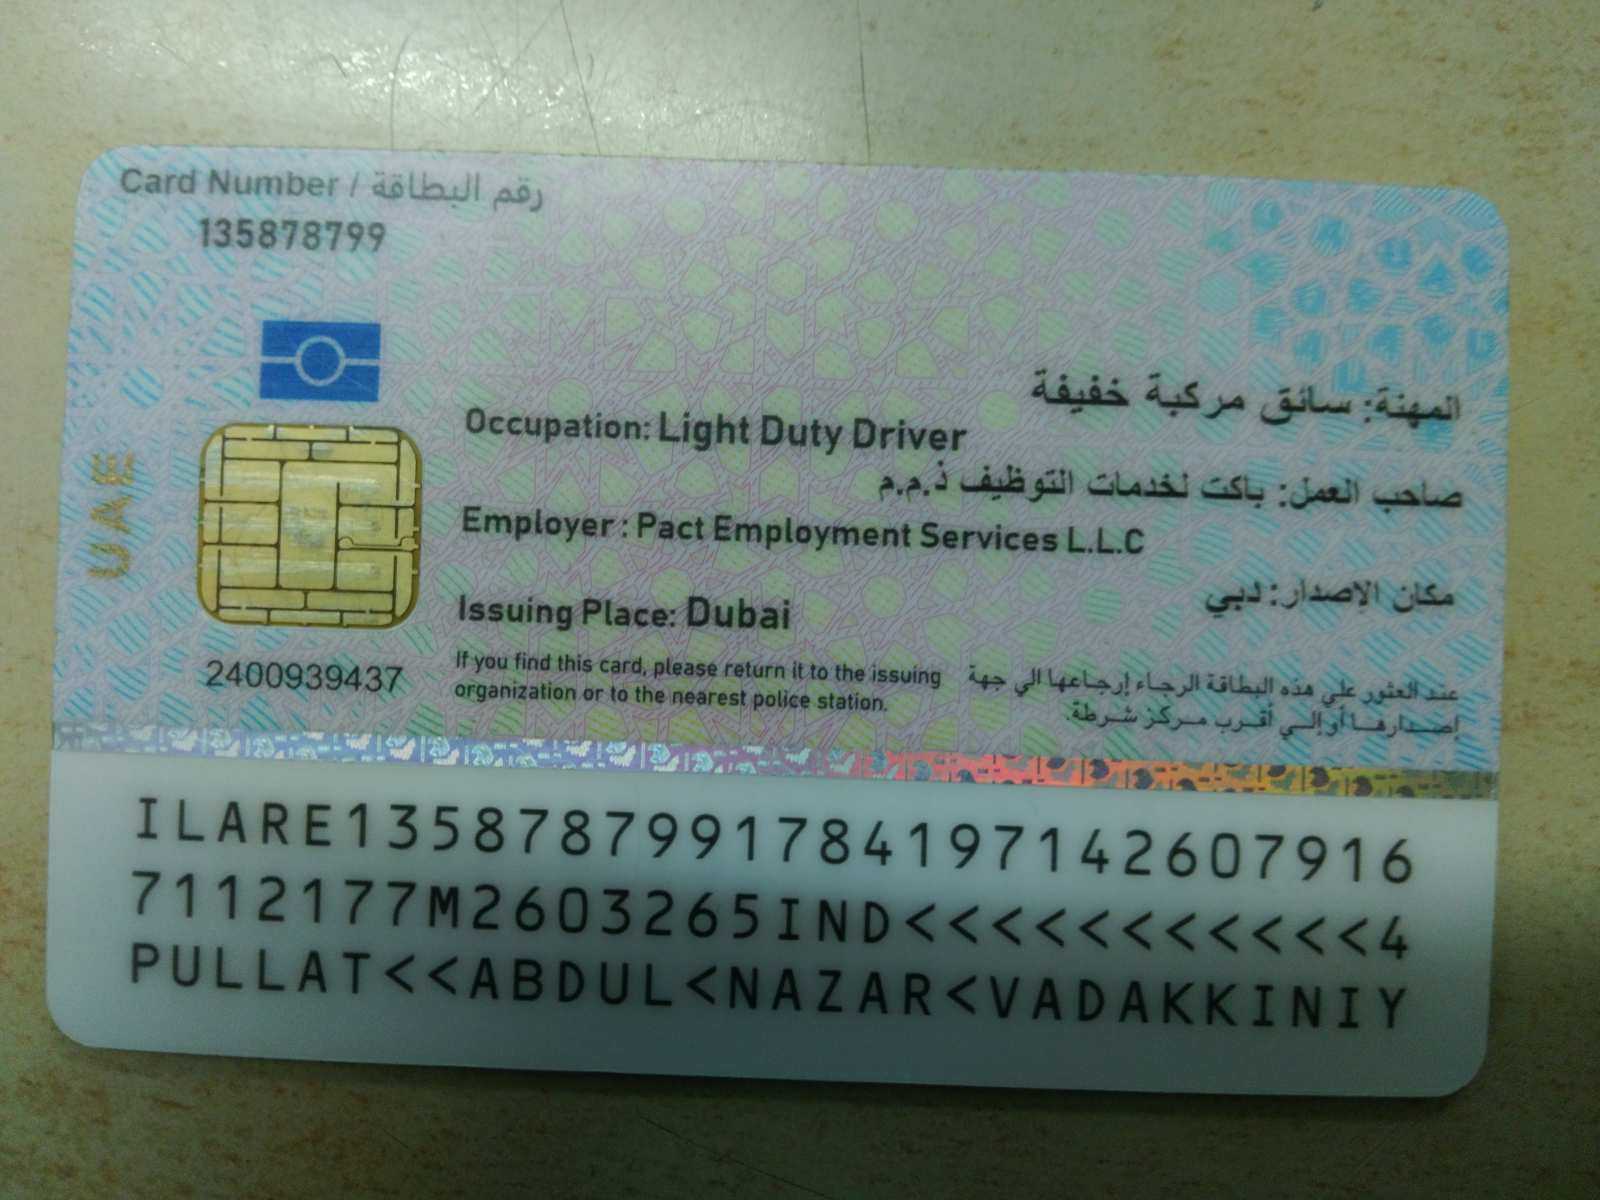 Card Number / رقم البطاقة
135878799
المهنة: سائق مركبة خفيفة
Occupation: Light Duty Driver
صاحب العمل: باكت لخدمات التوظيف ذ.م.م
Employer : Pact Employment Services L.L.C
مكان الاصدار: دبي
Issuing Place: Dubai
UAE
2400939437
If you find this card, please return it to the issuing
organization or to the nearest police station.
عند العثور علي هذه البطاقة الرجاء إرجاعها الي جهة
إصدارها أو إلى أقرب مركز شرطة.
ILARE1358787991784197142607916
7112177M2603265IND<<<<<<<<<<<4
PULLAT<<ABDUL<NAZAR<VADAKKINIY